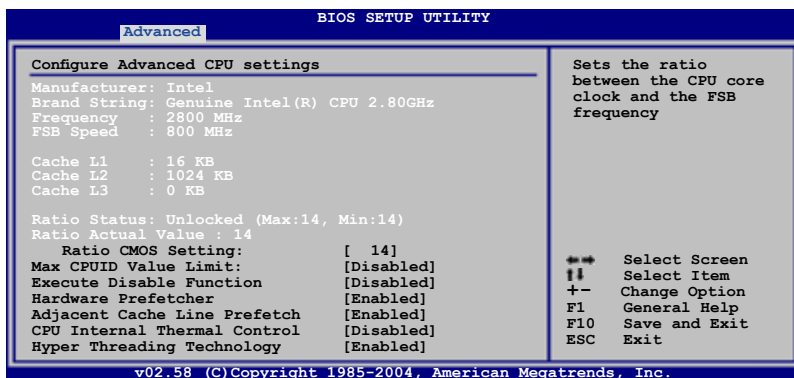 BIOS SETUP UTILITY
Advanced
Configure Advanced CPU settings
Manufacturer: Intel
Brand String: Genuine Intel(R) CPU 2.80GHz
Frequency : 2800 MHz
FSB Speed : 800 MHz
Cache L1 : 16 KB
Cache L2 : 1024 KB
Cache L3 : 0 KB
Ratio Status: Unlocked (Max:14, Min:14)
Ratio Actual Value : 14
Ratio CMOS Setting: [ 14]
Max CPUID Value Limit: [Disabled]
Execute Disable Function [Disabled]
Hardware Prefetcher [Enabled]
Adjacent Cache Line Prefetch [Enabled]
CPU Internal Thermal Control [Disabled]
Hyper Threading Technology [Enabled]
Sets the ratio
between the CPU core
clock and the FSB
frequency
←→ Select Screen
↑↓ Select Item
+- Change Option
F1 General Help
F10 Save and Exit
ESC Exit
v02.58 (C)Copyright 1985-2004, American Megatrends, Inc.